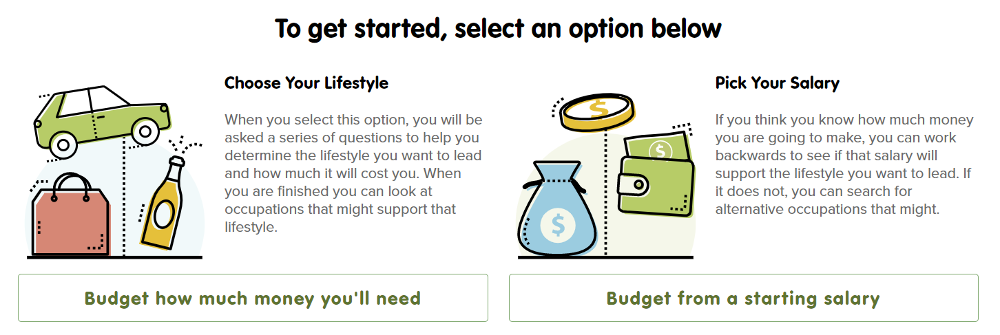 To get started, select an option below
Choose Your Lifestyle
When you select this option, you will be
asked a series of questions to help you
determine the lifestyle you want to lead
and how much it will cost you. When
you are finished you can look at
occupations that might support that
lifestyle.
Budget how much money you'll need
$
$
$
Pick Your Salary
If you think you know how much money
you are going to make, you can work
backwards to see if that salary will
support the lifestyle you want to lead. If
it does not, you can search for
alternative occupations that might.
Budget from a starting salary